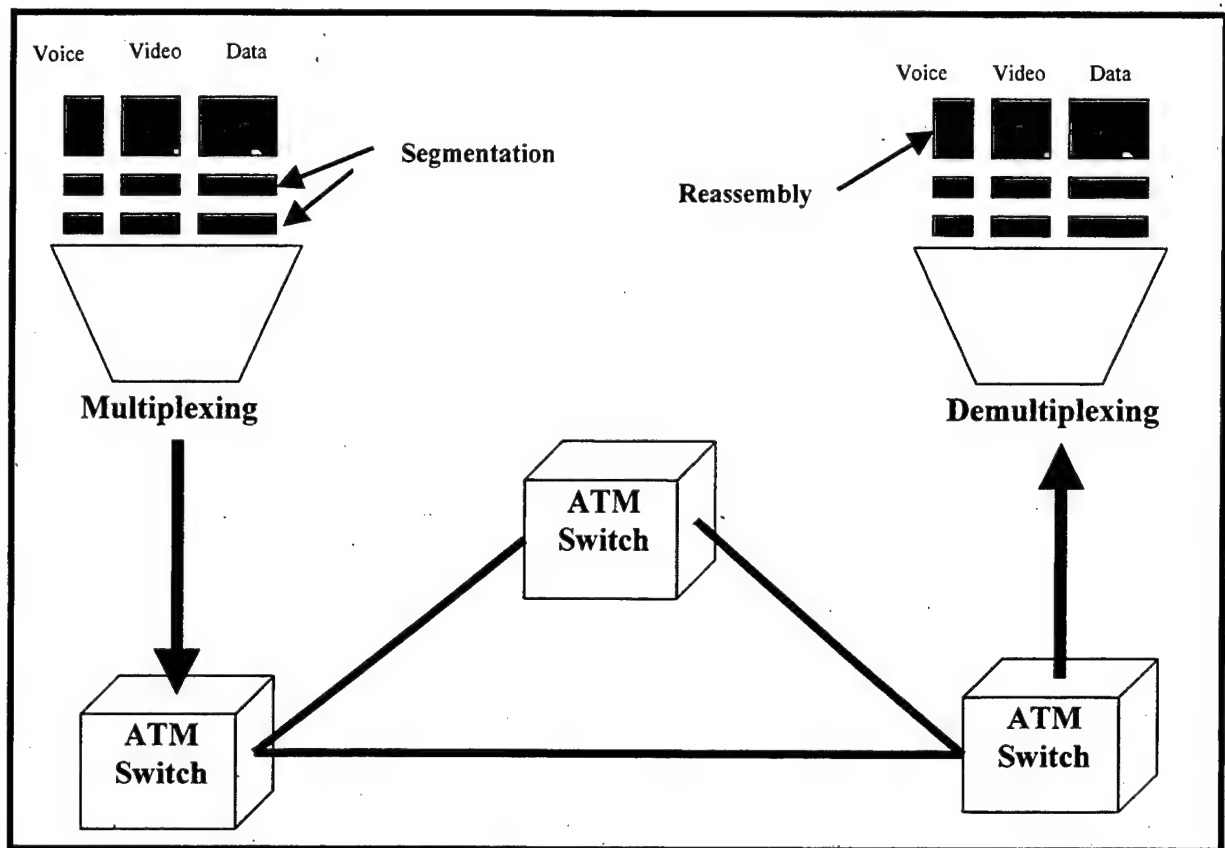 Voice Video Data
Voice Video Data
Segmentation
Reassembly
Multiplexing
Demultiplexing
ATM
Switch
ATM
Switch
ATM
Switch